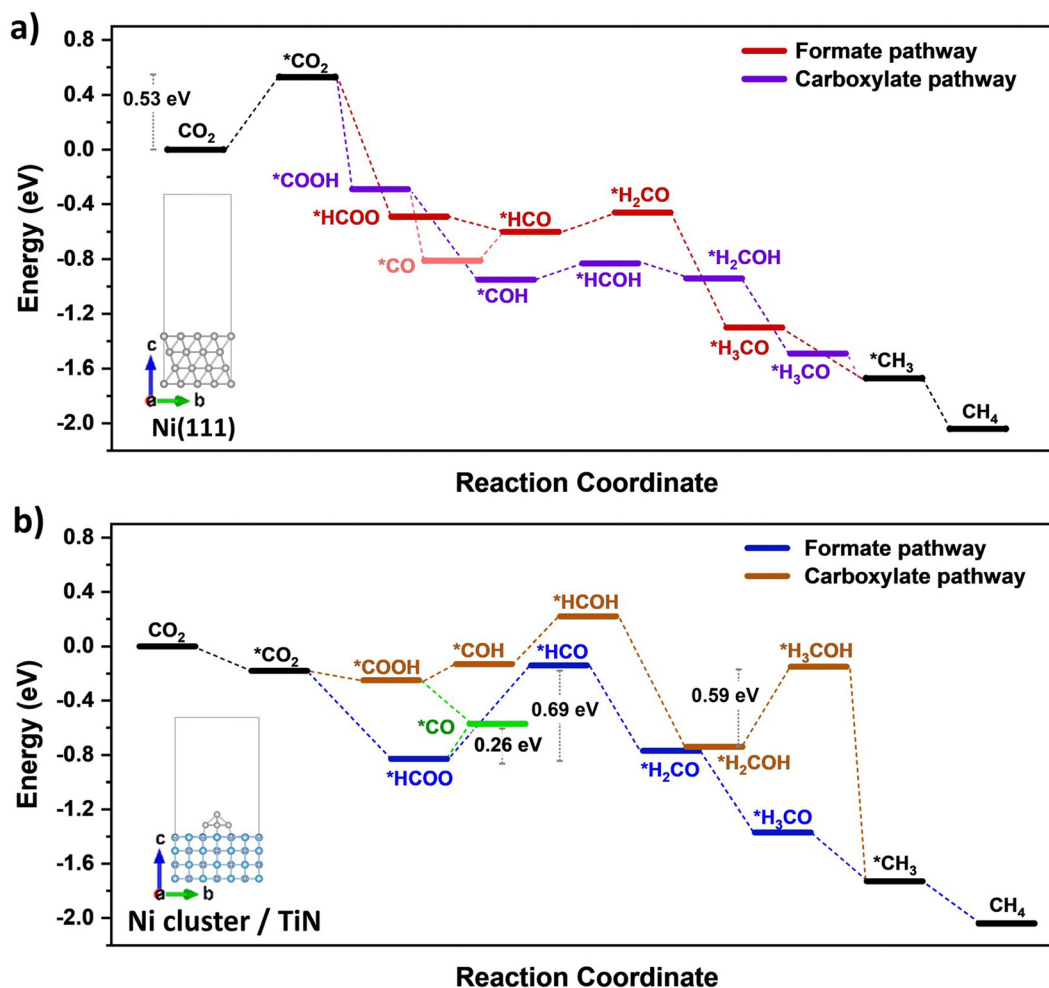 a)
0.8
0.4
0.0
-0.4
-0.8
-1.2
-1.6
-2.0
Energy (eV)
Formate pathway
Carboxylate pathway
0.53 eV
CO₂
*CO₂
*COOH
*HCOO
*CO
*HCO
*COH
*H₂CO
*HCOH
*H₂COH
*H₃CO
*H₃CO
*CH₃
CH₄
c
a
b
Ni(111)
Reaction Coordinate
b)
0.8
0.4
0.0
-0.4
-0.8
-1.2
-1.6
-2.0
Energy (eV)
Formate pathway
Carboxylate pathway
CO₂
*CO₂
*COOH
*COH
*HCOH
*HCO
*H₃COH
*CO
0.69 eV
0.59 eV
0.26 eV
*HCOO
*H₂CO
*H₂COH
*H₃CO
*CH₃
CH₄
c
a
b
Ni cluster / TiN
Reaction Coordinate